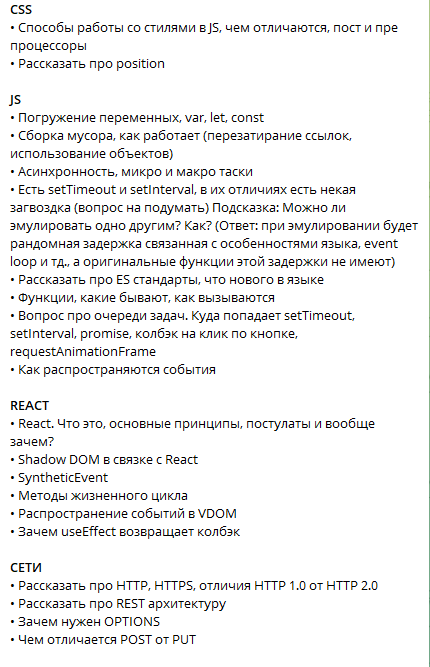 CSS
• Способы работы со стилями в JS, чем отличаются, пост и пре
процессоры
• Рассказать про position
JS
• Погружение переменных, var, let, const
• Сборка мусора, как работает (перезатирание ссылок,
использование объектов)
• Асинхронность, микро и макро таски
• Есть setTimeout и setInterval, в их отличиях есть некая
загвоздка (вопрос на подумать) Подсказка: Можно ли
эмулировать одно другим? Как? (Ответ: при эмулировании будет
рандомная задержка связанная с особенностями языка, event
loop и тд., а оригинальные функции этой задержки не имеют)
• Рассказать про ES стандарты, что нового в языке
• Функции, какие бывают, как вызываются
• Вопрос про очереди задач. Куда попадает setTimeout,
setInterval, promise, колбэк на клик по кнопке,
requestAnimationFrame
• Как распространяются события
REACT
• React. Что это, основные принципы, постулаты и вообще
зачем?
• Shadow DOM в связке с React
• SyntheticEvent
• Методы жизненного цикла
• Распространение событий в VDOM
• Зачем useEffect возвращает колбэк
СЕТИ
• Рассказать про HTTP, HTTPS, отличия HTTP 1.0 от HTTP 2.0
• Рассказать про REST архитектуру
• Зачем нужен OPTIONS
• Чем отличается POST от PUT